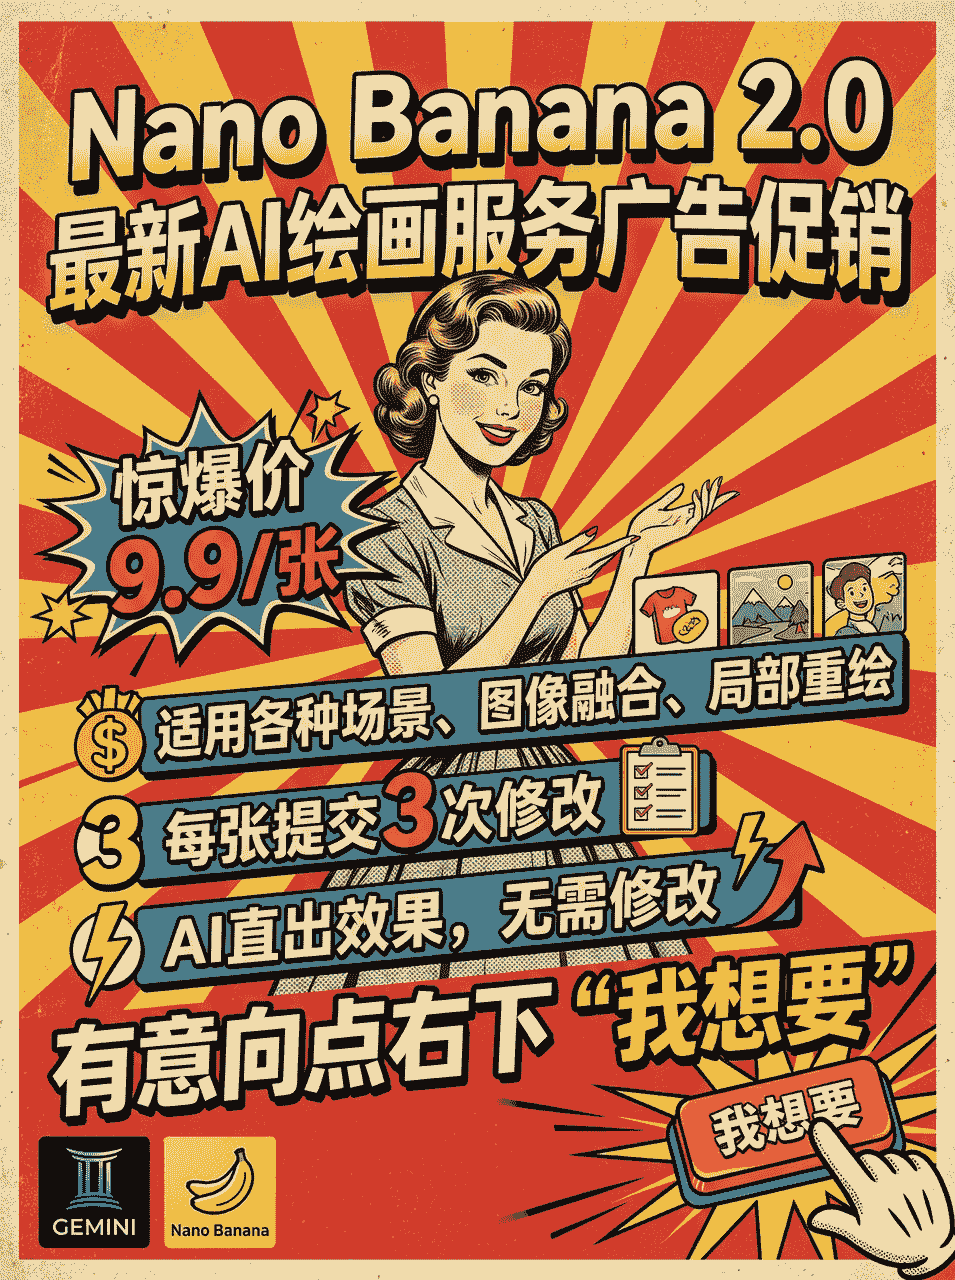 Nano Banana 2.0
最新AI绘画服务广告促销
惊爆价
9.9/张
$
适用各种场景、图像融合、局部重绘
3
每张提交3次修改
AI直出效果，无需修改
有意向点右下“我想要”
我想要
GEMINI
Nano Banana